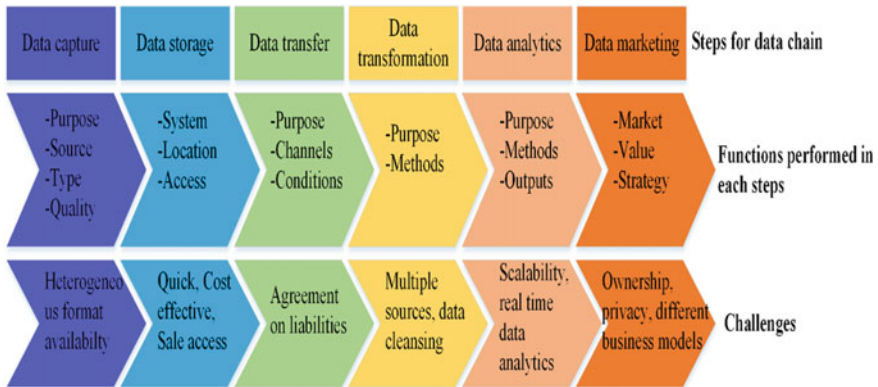 Data capture
Data storage
Data transfer
Data
transformation
Data analytics
Data marketing
Steps for data chain
-Purpose
-Source
-Type
-Quality
-System
-Location
-Access
-Purpose
-Channels
-Conditions
-Purpose
-Methods
-Purpose
-Methods
-Outputs
-Market
-Value
-Strategy
Functions performed in
each steps
Heterogeneo
us format
availabilty
Quick, Cost
effective,
Sale access
Agreement
on liabilities
Multiple
sources, data
cleansing
Scalability,
real time
data
analytics
Ownership,
privacy, different
business models
Challenges